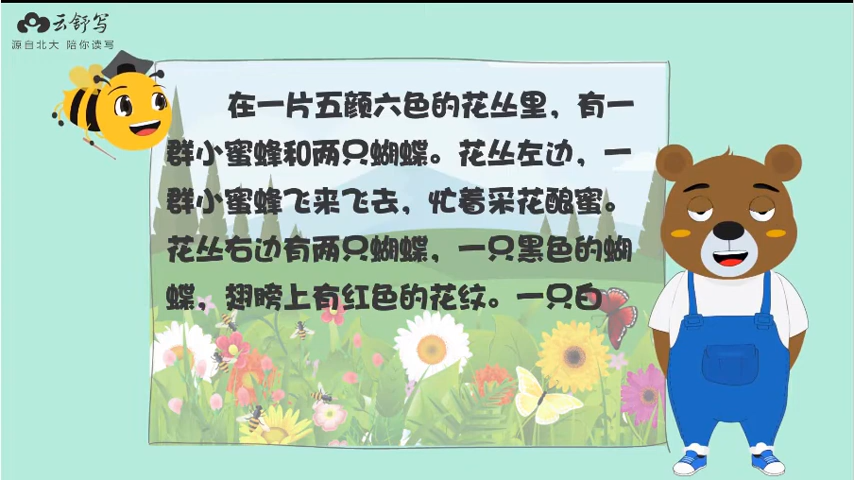 云舒写
源自北大 陪你读写
在一片五颜六色的花丛里，有一
群小蜜蜂和两只蝴蝶。花丛左边，一
群小蜜蜂飞来飞去，忙着采花酿蜜。
花丛右边有两只蝴蝶，一只黑色的蝴
蝶，翅膀上有红色的花纹。一只白